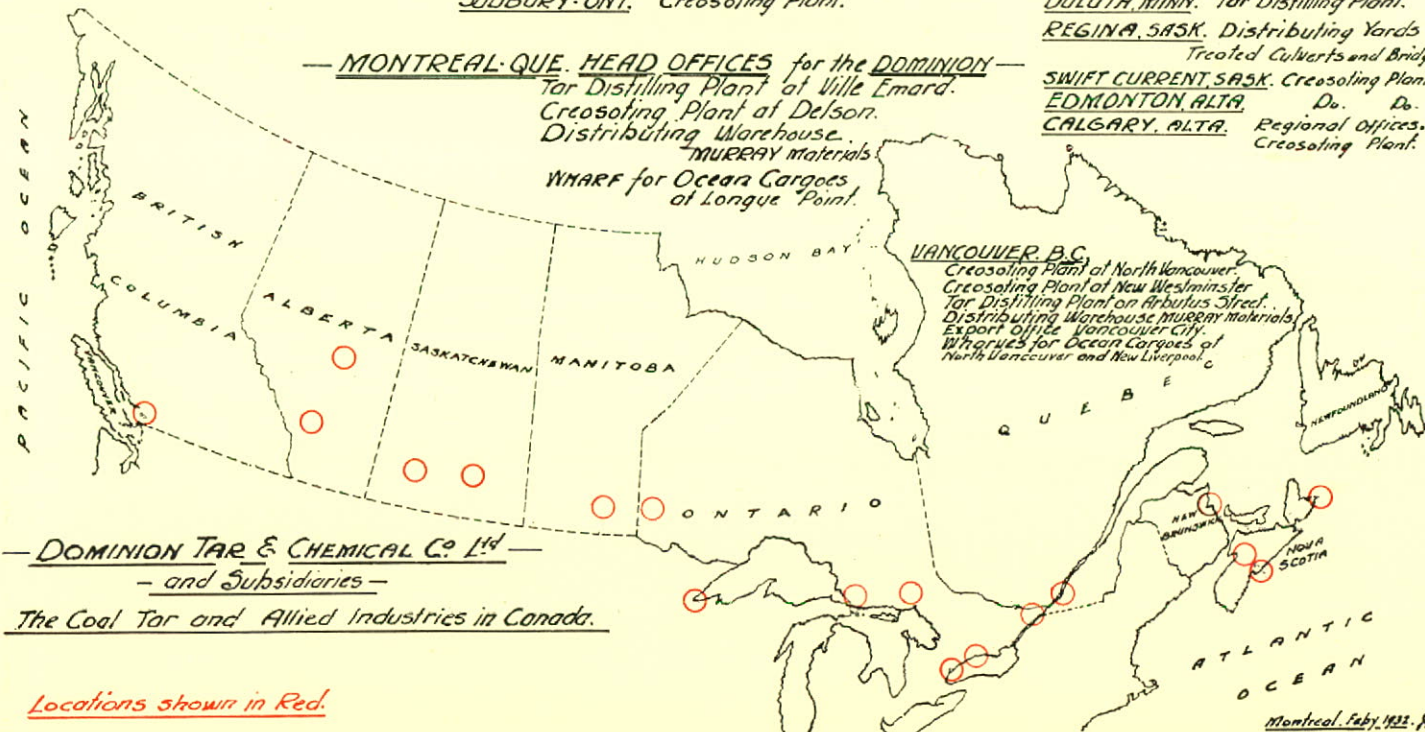 SUDBURY·ONT. Creosoting Plant.
DULUTH, MINN. Tar Distilling Plant.
REGINA, SASK. Distributing Yards
Treated Culverts and Bridg
SWIFT CURRENT, SASK. Creosoting Plan
EDMONTON, ALTA. Do. Do.
CALGARY, ALTA. Regional Offices.
Creosoting Plant.
— MONTREAL·QUE. HEAD OFFICES for the DOMINION —
Tar Distilling Plant at Ville Emard.
Creosoting Plant at Delson.
Distributing Warehouse
MURRAY Materials
WHARF for Ocean Cargoes
at Longue Point.
VANCOUVER. B.C.
Creosoting Plant at North Vancouver.
Creosoting Plant at New Westminster
Tar Distilling Plant on Arbutus Street.
Distributing Warehouse MURRAY Materials
Export Office Vancouver City.
Wharves for Ocean Cargoes at
North Vancouver and New Liverpool.
PACIFIC OCEAN
BRITISH
COLUMBIA
VANCOUVER
ALBERTA
SASKATCHEWAN
MANITOBA
HUDSON BAY
ONTARIO
QUEBEC
NEWFOUNDLAND
NEW
BRUNSWICK
NOVA
SCOTIA
ATLANTIC
OCEAN
— DOMINION TAR & CHEMICAL Co Ltd —
— and Subsidiaries —
The Coal Tar and Allied Industries in Canada.
Locations shown in Red.
Montreal. Feby 1932.